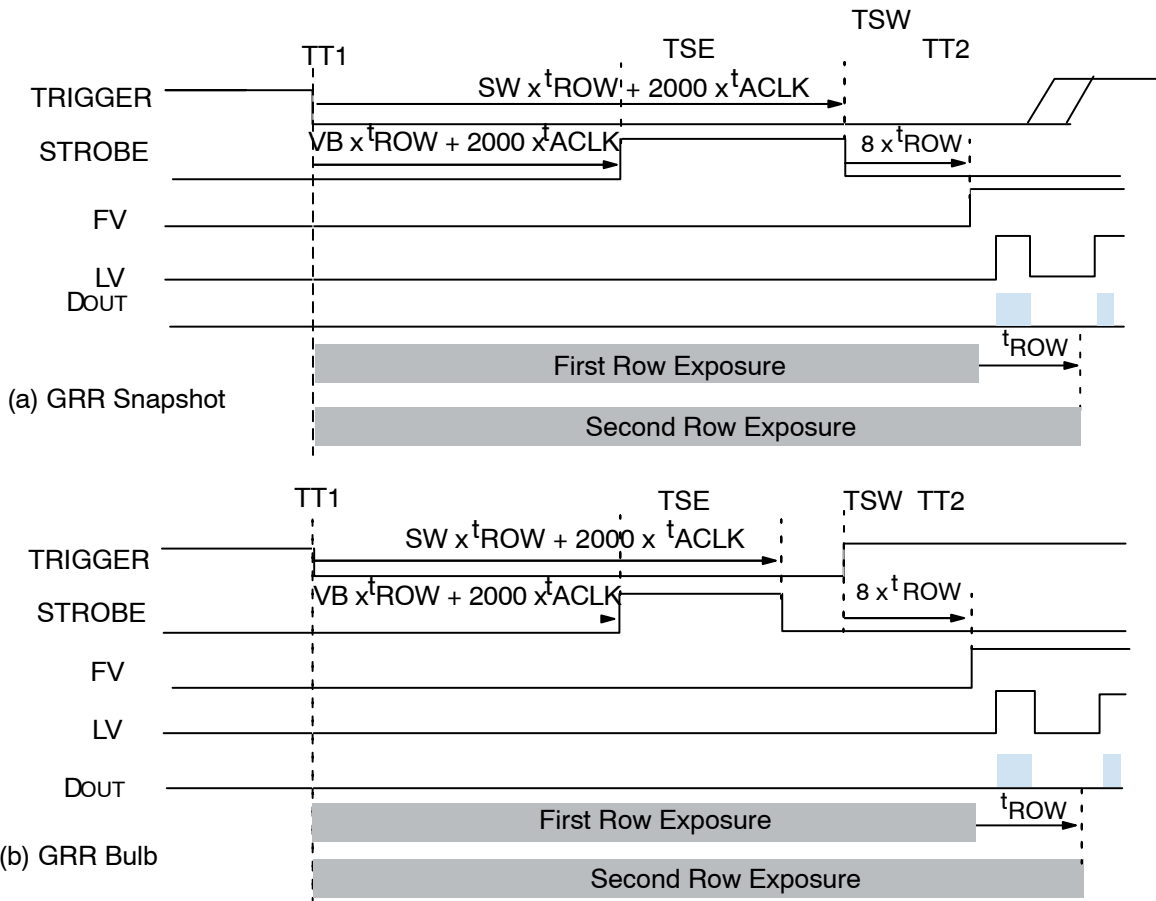 TSW
TT1 TSE TT2
TRIGGER SW x tROW + 2000 x tACLK
STROBE VB x tROW + 2000 x tACLK 8 x tROW
FV
LV
DOUT
tROW
First Row Exposure
(a) GRR Snapshot
Second Row Exposure
TT1 TSE TSW TT2
SW x tROW + 2000 x tACLK
TRIGGER
VB x tROW + 2000 x tACLK 8 x tROW
STROBE
FV
LV
DOUT
First Row Exposure tROW
(b) GRR Bulb
Second Row Exposure